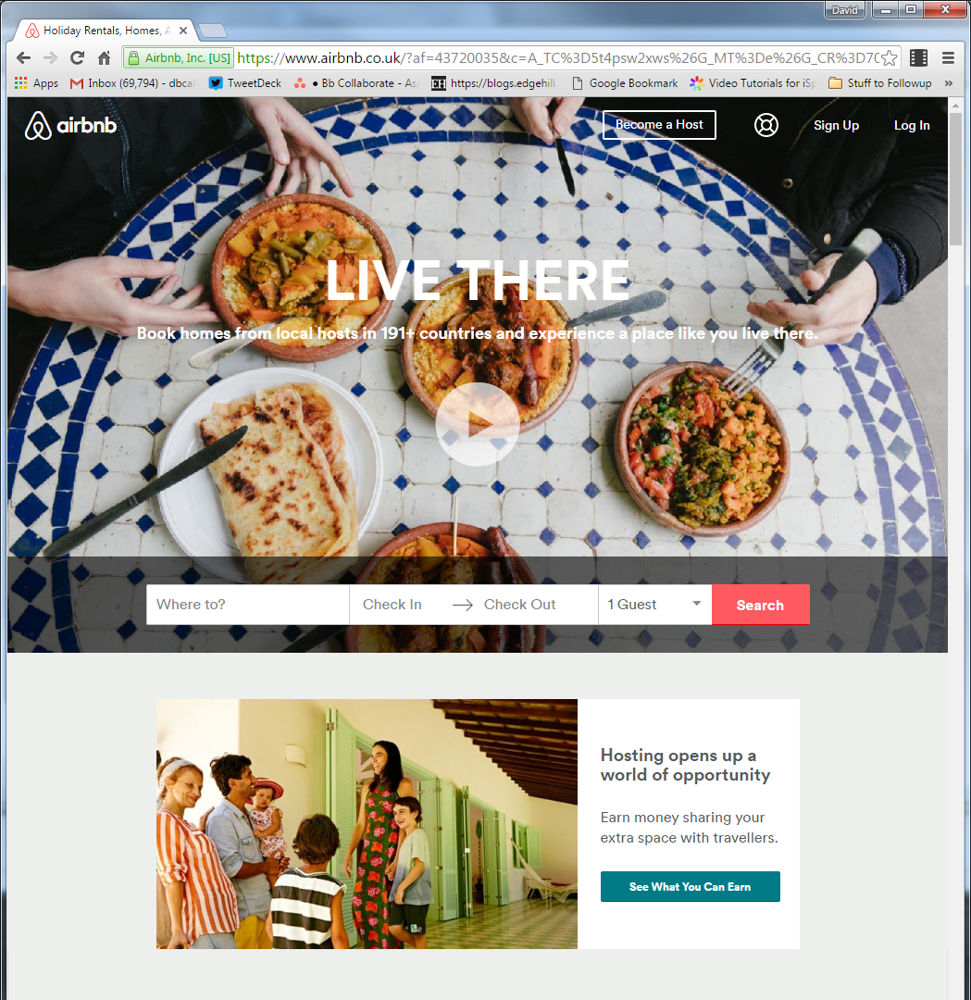 David
Holiday Rentals, Homes, A
Airbnb, Inc. [US] https://www.airbnb.co.uk/?af=43720035&c=A_TC%3D5t4psw2xws%26G_MT%3De%26G_CR%3D70
Apps Inbox (69,794) - dbca TweetDeck • Bb Collaborate - As EH https://blogs.edgehill. Google Bookmark Video Tutorials for iSp Stuff to Followup »
airbnb Become a Host Sign Up Log In
LIVE THERE
Book homes from local hosts in 191+ countries and experience a place like you live there.
Where to? Check In Check Out 1 Guest Search
Hosting opens up a
world of opportunity
Earn money sharing your
extra space with travellers.
See What You Can Earn